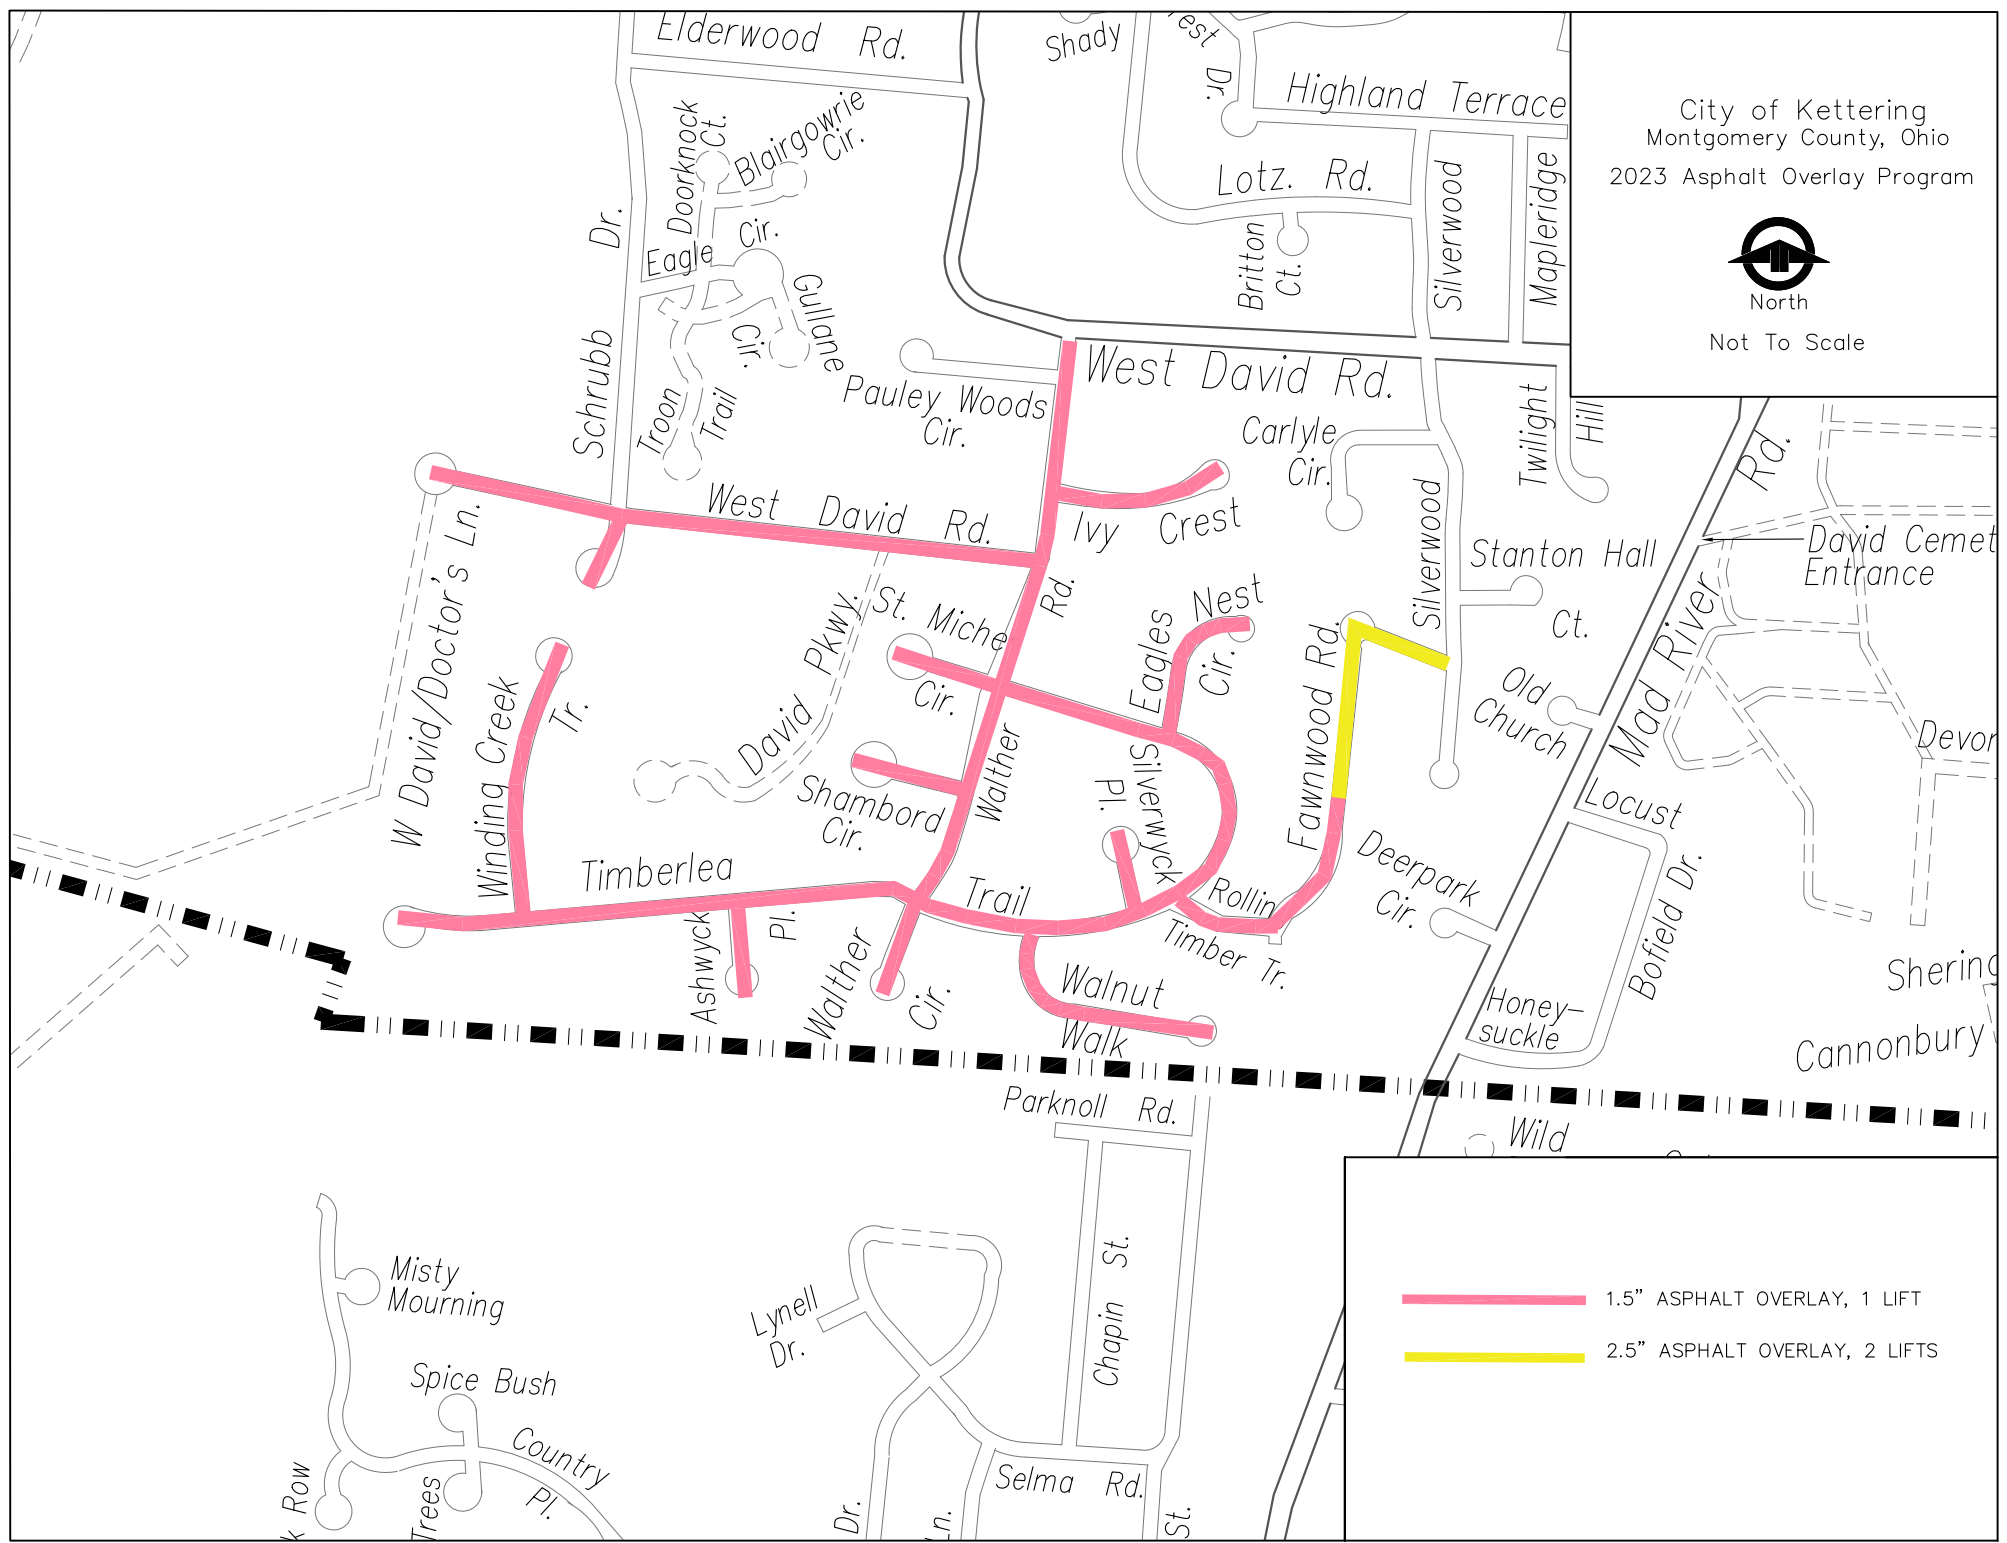 Elderwood Rd.
Shady
Dr.
Highland Terrace
City of Kettering
Montgomery County, Ohio
2023 Asphalt Overlay Program
North
Not To Scale
Doorknock
Ct.
Blairgowrie
Cir.
Lotz. Rd.
Britton
Ct.
Silverwood
Mapleridge
Schrubb Dr.
Eagle Cir.
Gullane
Cir.
Troon
Trail
Pauley Woods
Cir.
West David Rd.
Carlyle
Cir.
Twilight
Hill
Mad River Rd.
David Cemet
Entrance
West David Rd.
Ivy Crest
Silverwood
Stanton Hall
Ct.
W David/Doctor's Ln.
David Pkwy.
St. Miche
Cir.
Walther Rd.
Eagles Nest
Cir.
Fawnwood Rd.
Old
Church
Devon
Winding Creek
Tr.
Shambord
Cir.
Silverwyck
Pl.
Locust
Bofield Dr.
Deerpark
Cir.
Timberlea Trail
Rollin
Timber Tr.
Ashwyck
Pl.
Walther
Cir.
Walnut
Walk
Honey-
suckle
Shering
Cannonbury
Parknoll Rd.
Wild
Chapin St.
Misty
Mourning
Lynell
Dr.
Spice Bush
Country
Pl.
Selma Rd.
k Row
Trees
Dr.
Ln.
St.
1.5” ASPHALT OVERLAY, 1 LIFT
2.5” ASPHALT OVERLAY, 2 LIFTS